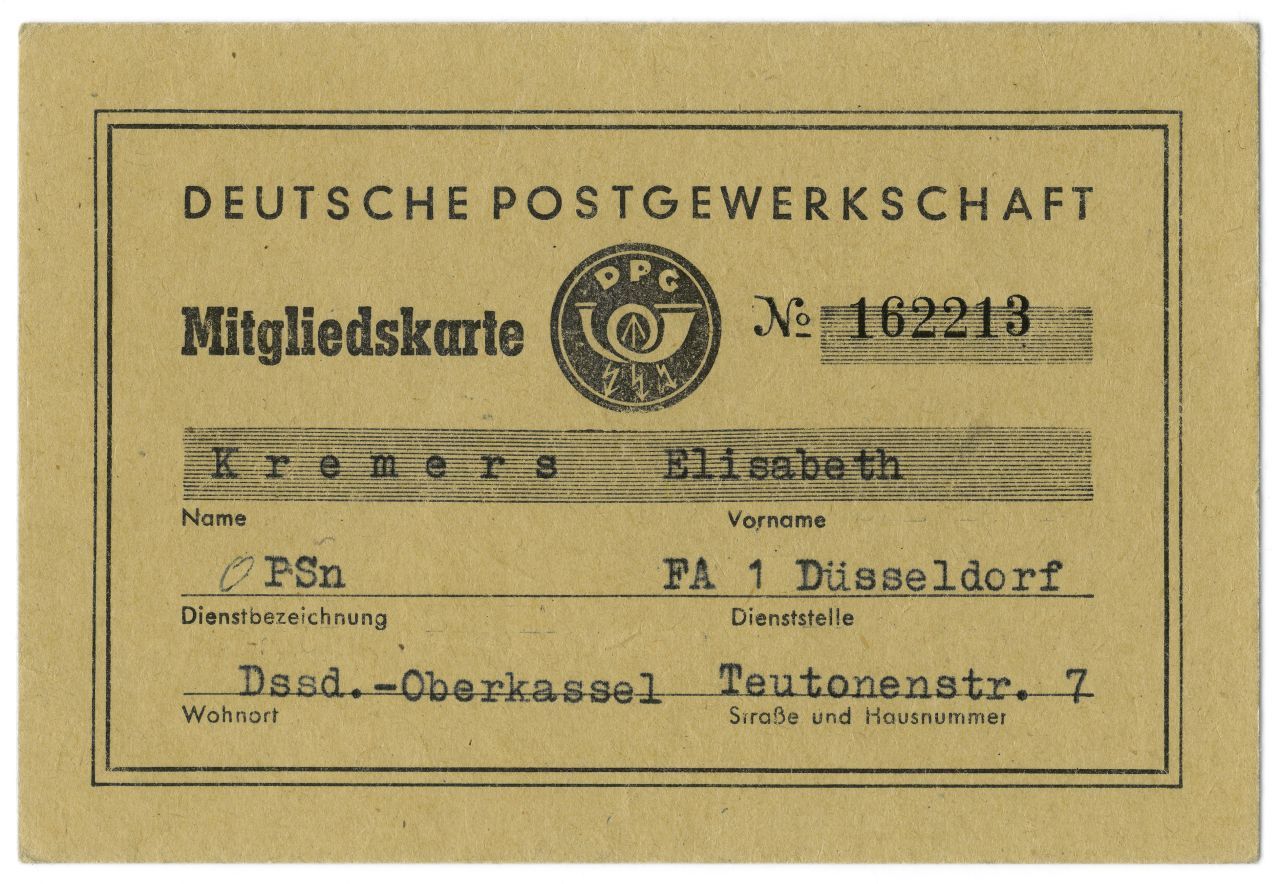 DEUTSCHE POSTGEWERKSCHAFT
DPG
Mitgliedskarte № 162213
Kremers Elisabeth
Name Vorname
OPSn FA 1 Düsseldorf
Dienstbezeichnung Dienststelle
Dssd.-Oberkassel Teutonenstr. 7
Wohnort Straße und Hausnummer